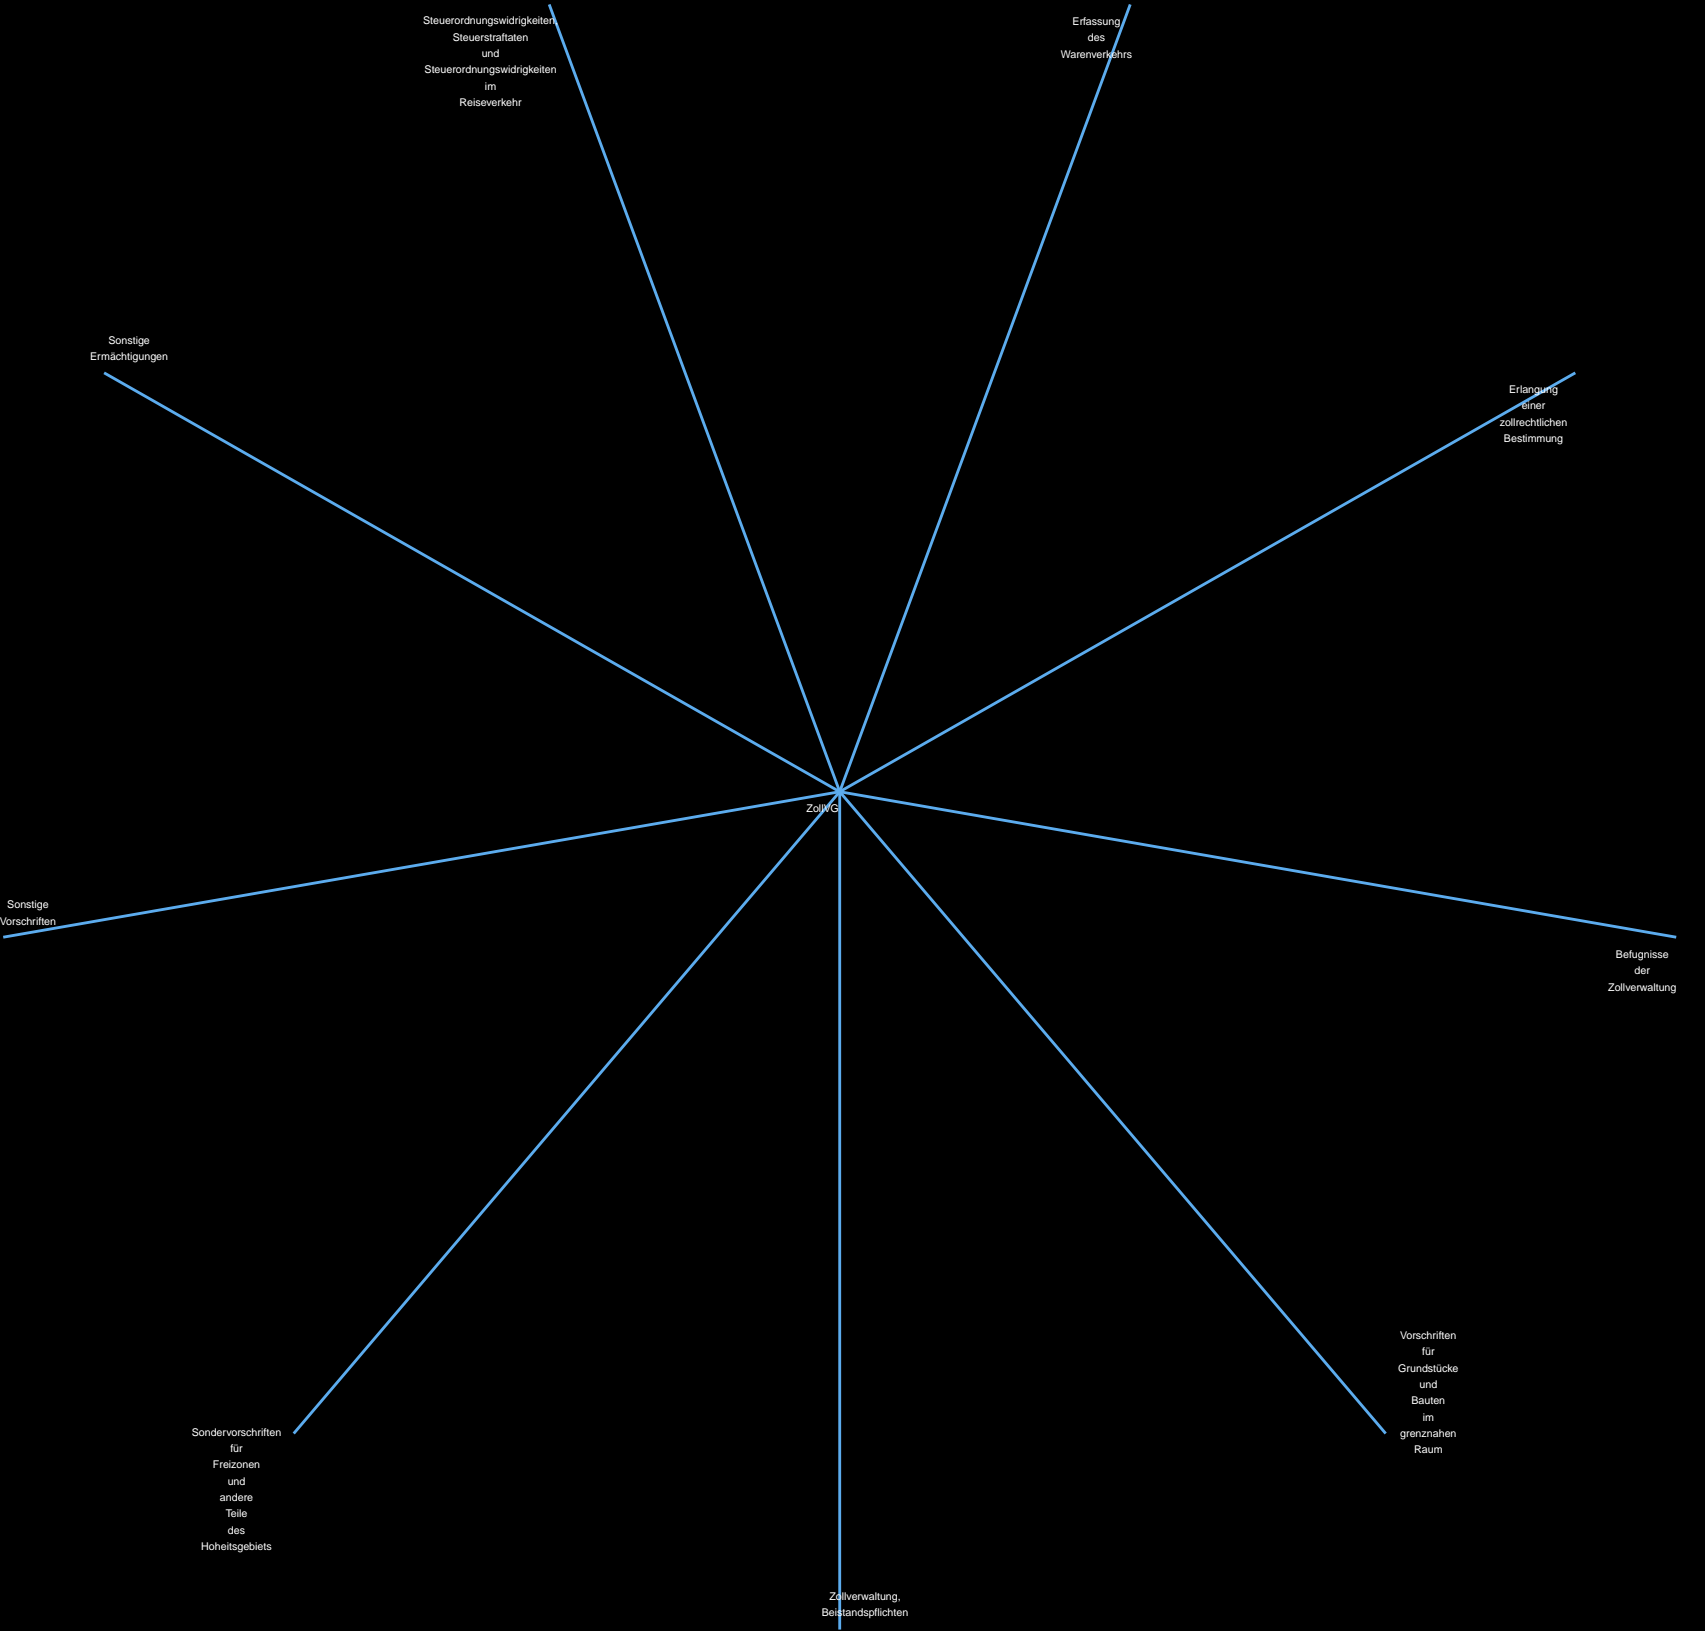 Steuerordnungswidrigkeiten,
Steuerstraftaten
und
Steuerordnungswidrigkeiten
im
Reiseverkehr
Erfassung
des
Warenverkehrs
Sonstige
Ermächtigungen
Erlangung
einer
zollrechtlichen
Bestimmung
ZollVG
Sonstige
Vorschriften
Befugnisse
der
Zollverwaltung
Vorschriften
für
Grundstücke
und
Bauten
im
grenznahen
Raum
Sondervorschriften
für
Freizonen
und
andere
Teile
des
Hoheitsgebiets
Zollverwaltung,
Beistandspflichten